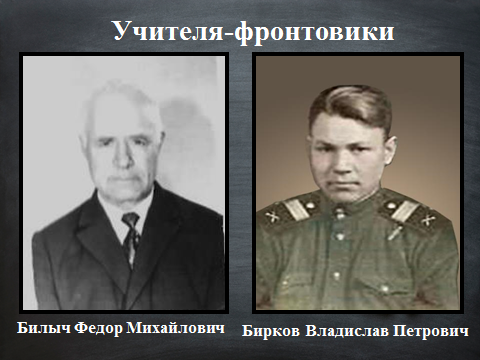 Учителя-фронтовики
Билыч Федор Михайлович
Бирков Владислав Петрович